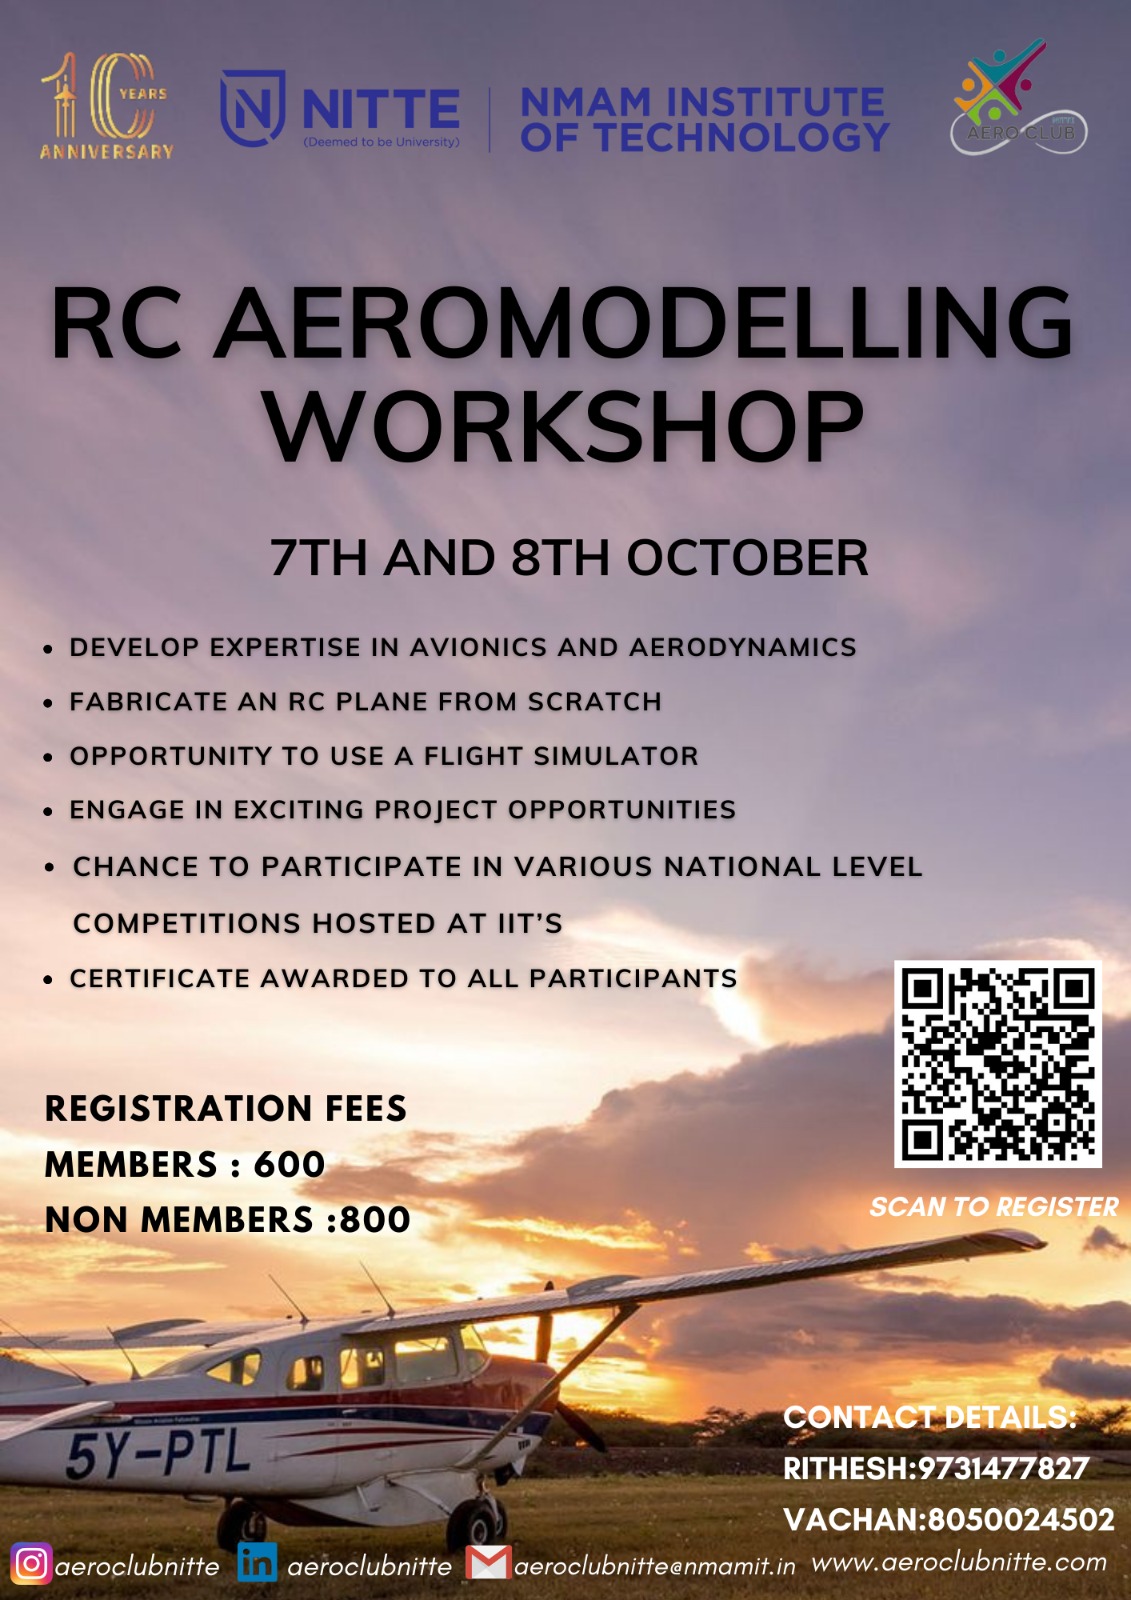 10 YEARS
ANNIVERSARY
N NITTE
(Deemed to be University)
NMAM INSTITUTE
OF TECHNOLOGY
NITTE
AERO CLUB
RC AEROMODELLING
WORKSHOP
7TH AND 8TH OCTOBER
• DEVELOP EXPERTISE IN AVIONICS AND AERODYNAMICS
• FABRICATE AN RC PLANE FROM SCRATCH
• OPPORTUNITY TO USE A FLIGHT SIMULATOR
• ENGAGE IN EXCITING PROJECT OPPORTUNITIES
• CHANCE TO PARTICIPATE IN VARIOUS NATIONAL LEVEL
COMPETITIONS HOSTED AT IIT’S
• CERTIFICATE AWARDED TO ALL PARTICIPANTS
REGISTRATION FEES
MEMBERS : 600
NON MEMBERS :800
SCAN TO REGISTER
5Y-PTL
CONTACT DETAILS:
RITHESH:9731477827
VACHAN:8050024502
aeroclubnitte
in aeroclubnitte
aeroclubnitte@nmamit.in
www.aeroclubnitte.com